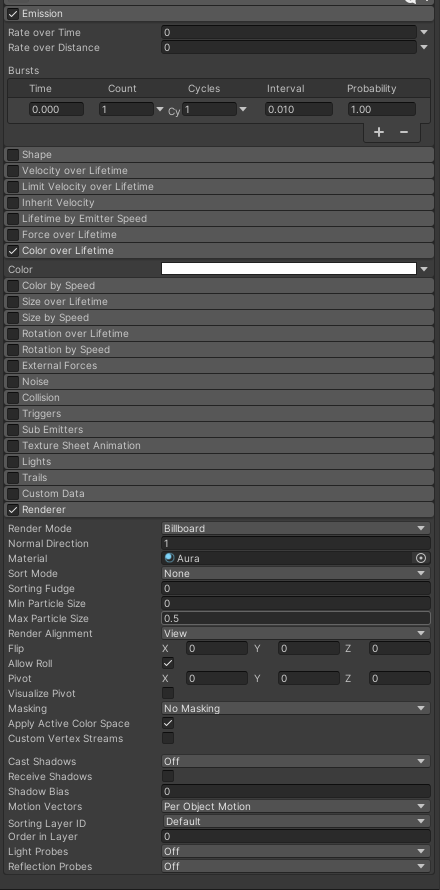 Emission
Rate over Time 0
Rate over Distance 0
Bursts
Time Count Cycles Interval Probability
0.000 1 Cy 1 0.010 1.00
+ −
Shape
Velocity over Lifetime
Limit Velocity over Lifetime
Inherit Velocity
Lifetime by Emitter Speed
Force over Lifetime
Color over Lifetime
Color
Color by Speed
Size over Lifetime
Size by Speed
Rotation over Lifetime
Rotation by Speed
External Forces
Noise
Collision
Triggers
Sub Emitters
Texture Sheet Animation
Lights
Trails
Custom Data
Renderer
Render Mode Billboard
Normal Direction 1
Material Aura
Sort Mode None
Sorting Fudge 0
Min Particle Size 0
Max Particle Size 0.5
Render Alignment View
Flip X 0 Y 0 Z 0
Allow Roll
Pivot X 0 Y 0 Z 0
Visualize Pivot
Masking No Masking
Apply Active Color Space
Custom Vertex Streams
Cast Shadows Off
Receive Shadows
Shadow Bias 0
Motion Vectors Per Object Motion
Sorting Layer ID Default
Order in Layer 0
Light Probes Off
Reflection Probes Off